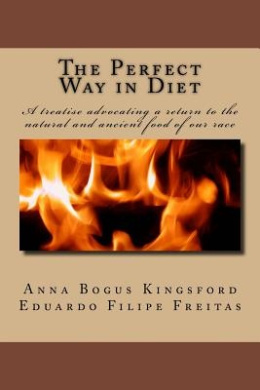 The Perfect
Way in Diet
A treatise advocating a return to the
natural and ancient food of our race
Anna Bogus Kingsford
Eduardo Filipe Freitas